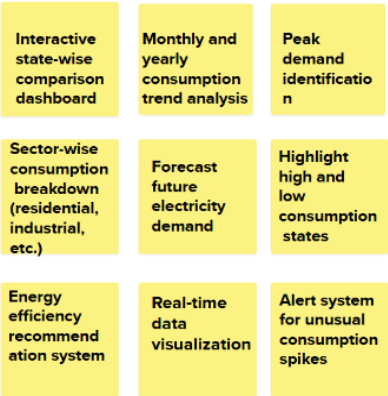 Interactive
state-wise
comparison
dashboard
Monthly and
yearly
consumption
trend analysis
Peak
demand
identificatio
n
Sector-wise
consumption
breakdown
(residential,
industrial,
etc.)
Forecast
future
electricity
demand
Highlight
high and
low
consumption
states
Energy
efficiency
recommend
ation system
Real-time
data
visualization
Alert system
for unusual
consumption
spikes